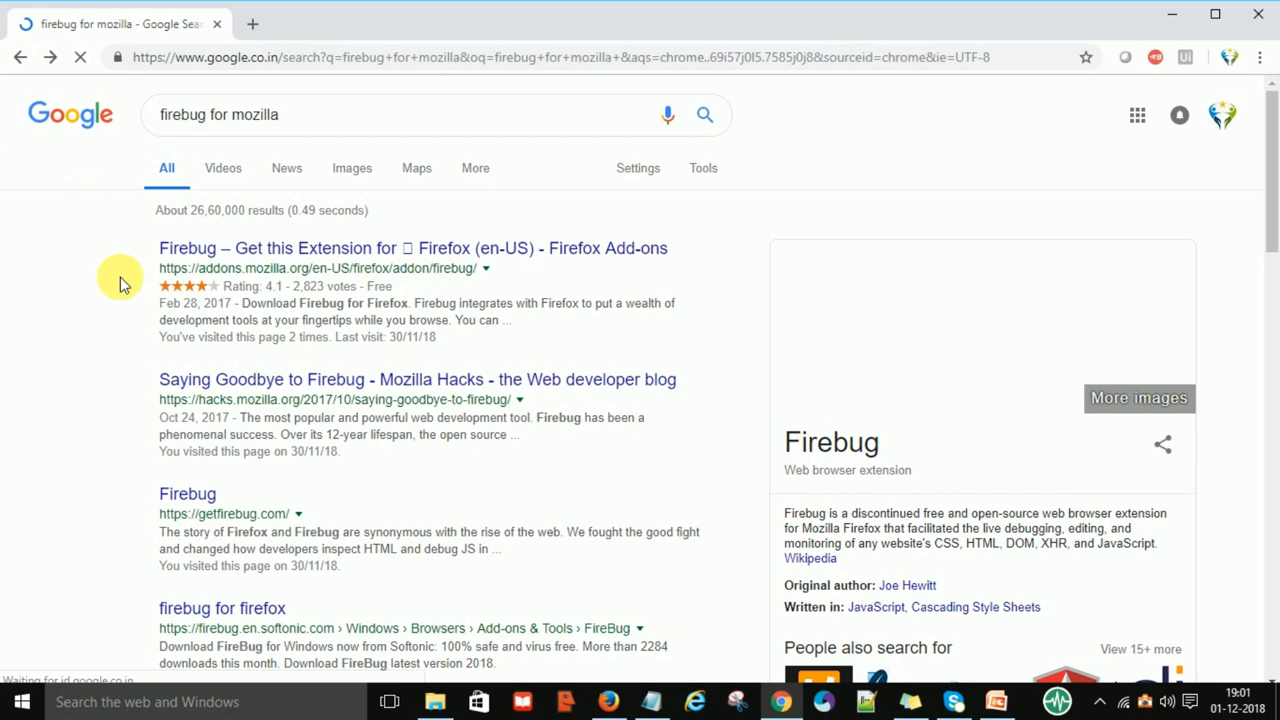 firebug for mozilla - Google Sea
https://www.google.co.in/search?q=firebug+for+mozilla&oq=firebug+for+mozilla+&aqs=chrome..69i57j0l5.7585j0j8&sourceid=chrome&ie=UTF-8
Google
firebug for mozilla
All
Videos
News
Images
Maps
More
Settings
Tools
About 26,60,000 results (0.49 seconds)
Firebug – Get this Extension for Firefox (en-US) - Firefox Add-ons
https://addons.mozilla.org/en-US/firefox/addon/firebug/
Rating: 4.1 - 2,823 votes - Free
Feb 28, 2017 - Download Firebug for Firefox. Firebug integrates with Firefox to put a wealth of
development tools at your fingertips while you browse. You can ...
You've visited this page 2 times. Last visit: 30/11/18
Saying Goodbye to Firebug - Mozilla Hacks - the Web developer blog
https://hacks.mozilla.org/2017/10/saying-goodbye-to-firebug/
Oct 24, 2017 - The most popular and powerful web development tool. Firebug has been a
phenomenal success. Over its 12-year lifespan, the open source ...
You visited this page on 30/11/18.
Firebug
https://getfirebug.com/
The story of Firefox and Firebug are synonymous with the rise of the web. We fought the good fight
and changed how developers inspect HTML and debug JS in ...
You visited this page on 30/11/18.
firebug for firefox
https://firebug.en.softonic.com › Windows › Browsers › Add-ons & Tools › FireBug
Download FireBug for Windows now from Softonic: 100% safe and virus free. More than 2284
downloads this month. Download FireBug latest version 2018.
More images
Firebug
Web browser extension
Firebug is a discontinued free and open-source web browser extension
for Mozilla Firefox that facilitated the live debugging, editing, and
monitoring of any website's CSS, HTML, DOM, XHR, and JavaScript.
Wikipedia
Original author: Joe Hewitt
Written in: JavaScript, Cascading Style Sheets
People also search for
View 15+ more
Waiting for id.google.co.in
Search the web and Windows
19:01
01-12-2018